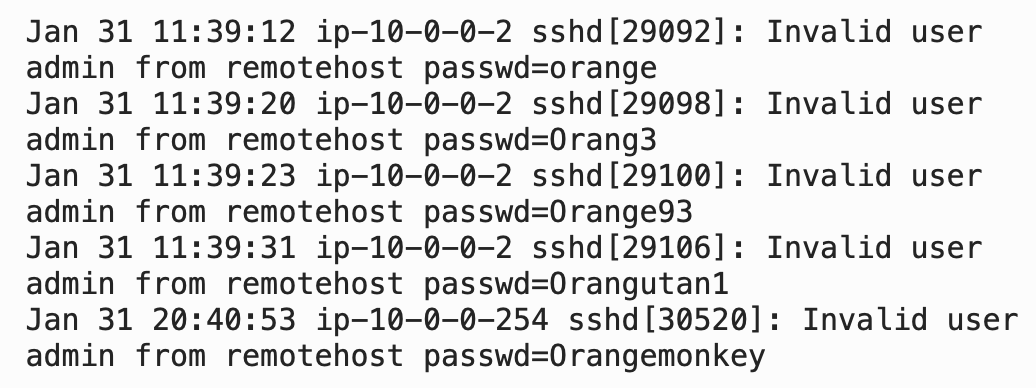 Jan 31 11:39:12 ip-10-0-0-2 sshd[29092]: Invalid user
admin from remotehost passwd=orange
Jan 31 11:39:20 ip-10-0-0-2 sshd[29098]: Invalid user
admin from remotehost passwd=Orang3
Jan 31 11:39:23 ip-10-0-0-2 sshd[29100]: Invalid user
admin from remotehost passwd=Orange93
Jan 31 11:39:31 ip-10-0-0-2 sshd[29106]: Invalid user
admin from remotehost passwd=Orangutan1
Jan 31 20:40:53 ip-10-0-0-254 sshd[30520]: Invalid user
admin from remotehost passwd=Orangemonkey